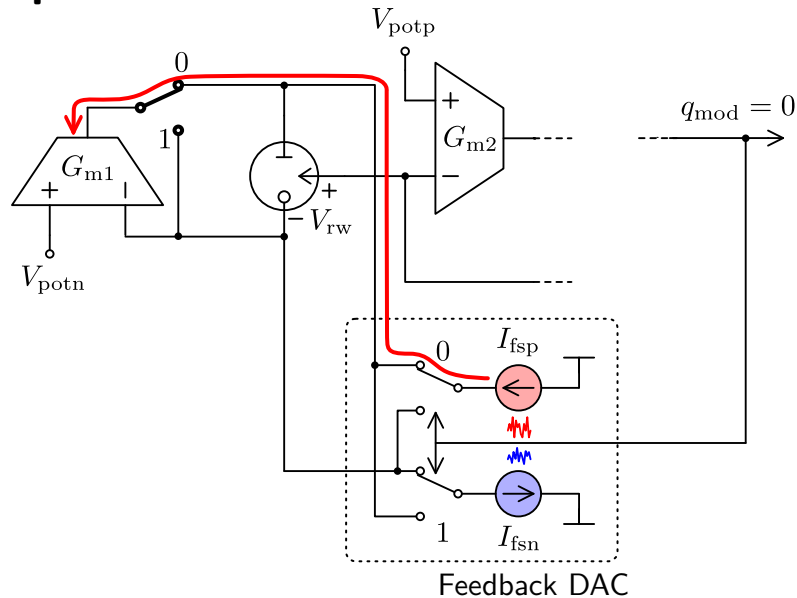 V_potp
0
q_mod = 0
+
G_m2
G_m1
1
+
−
+
− V_rw
V_potn
0
I_fsp
1
I_fsn
Feedback DAC